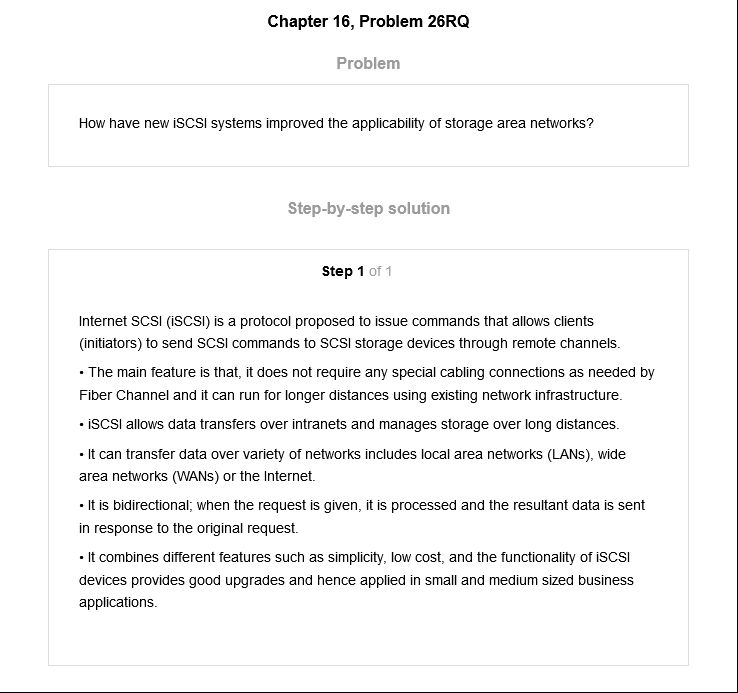 Chapter 16, Problem 26RQ
Problem
How have new iSCSI systems improved the applicability of storage area networks?
Step-by-step solution
Step 1 of 1
Internet SCSI (iSCSI) is a protocol proposed to issue commands that allows clients
(initiators) to send SCSI commands to SCSI storage devices through remote channels.
• The main feature is that, it does not require any special cabling connections as needed by
Fiber Channel and it can run for longer distances using existing network infrastructure.
• iSCSI allows data transfers over intranets and manages storage over long distances.
• It can transfer data over variety of networks includes local area networks (LANs), wide
area networks (WANs) or the Internet.
• It is bidirectional; when the request is given, it is processed and the resultant data is sent
in response to the original request.
• It combines different features such as simplicity, low cost, and the functionality of iSCSI
devices provides good upgrades and hence applied in small and medium sized business
applications.